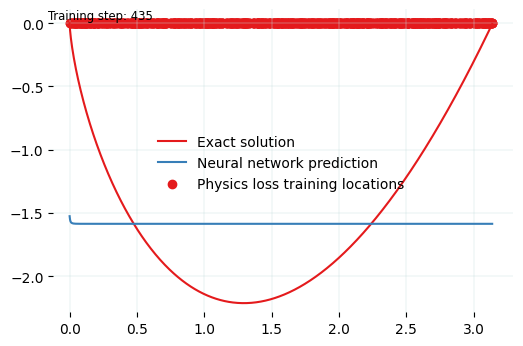 Training step: 435
0.0
−0.5
−1.0
−1.5
−2.0
Exact solution
Neural network prediction
Physics loss training locations
0.0 0.5 1.0 1.5 2.0 2.5 3.0